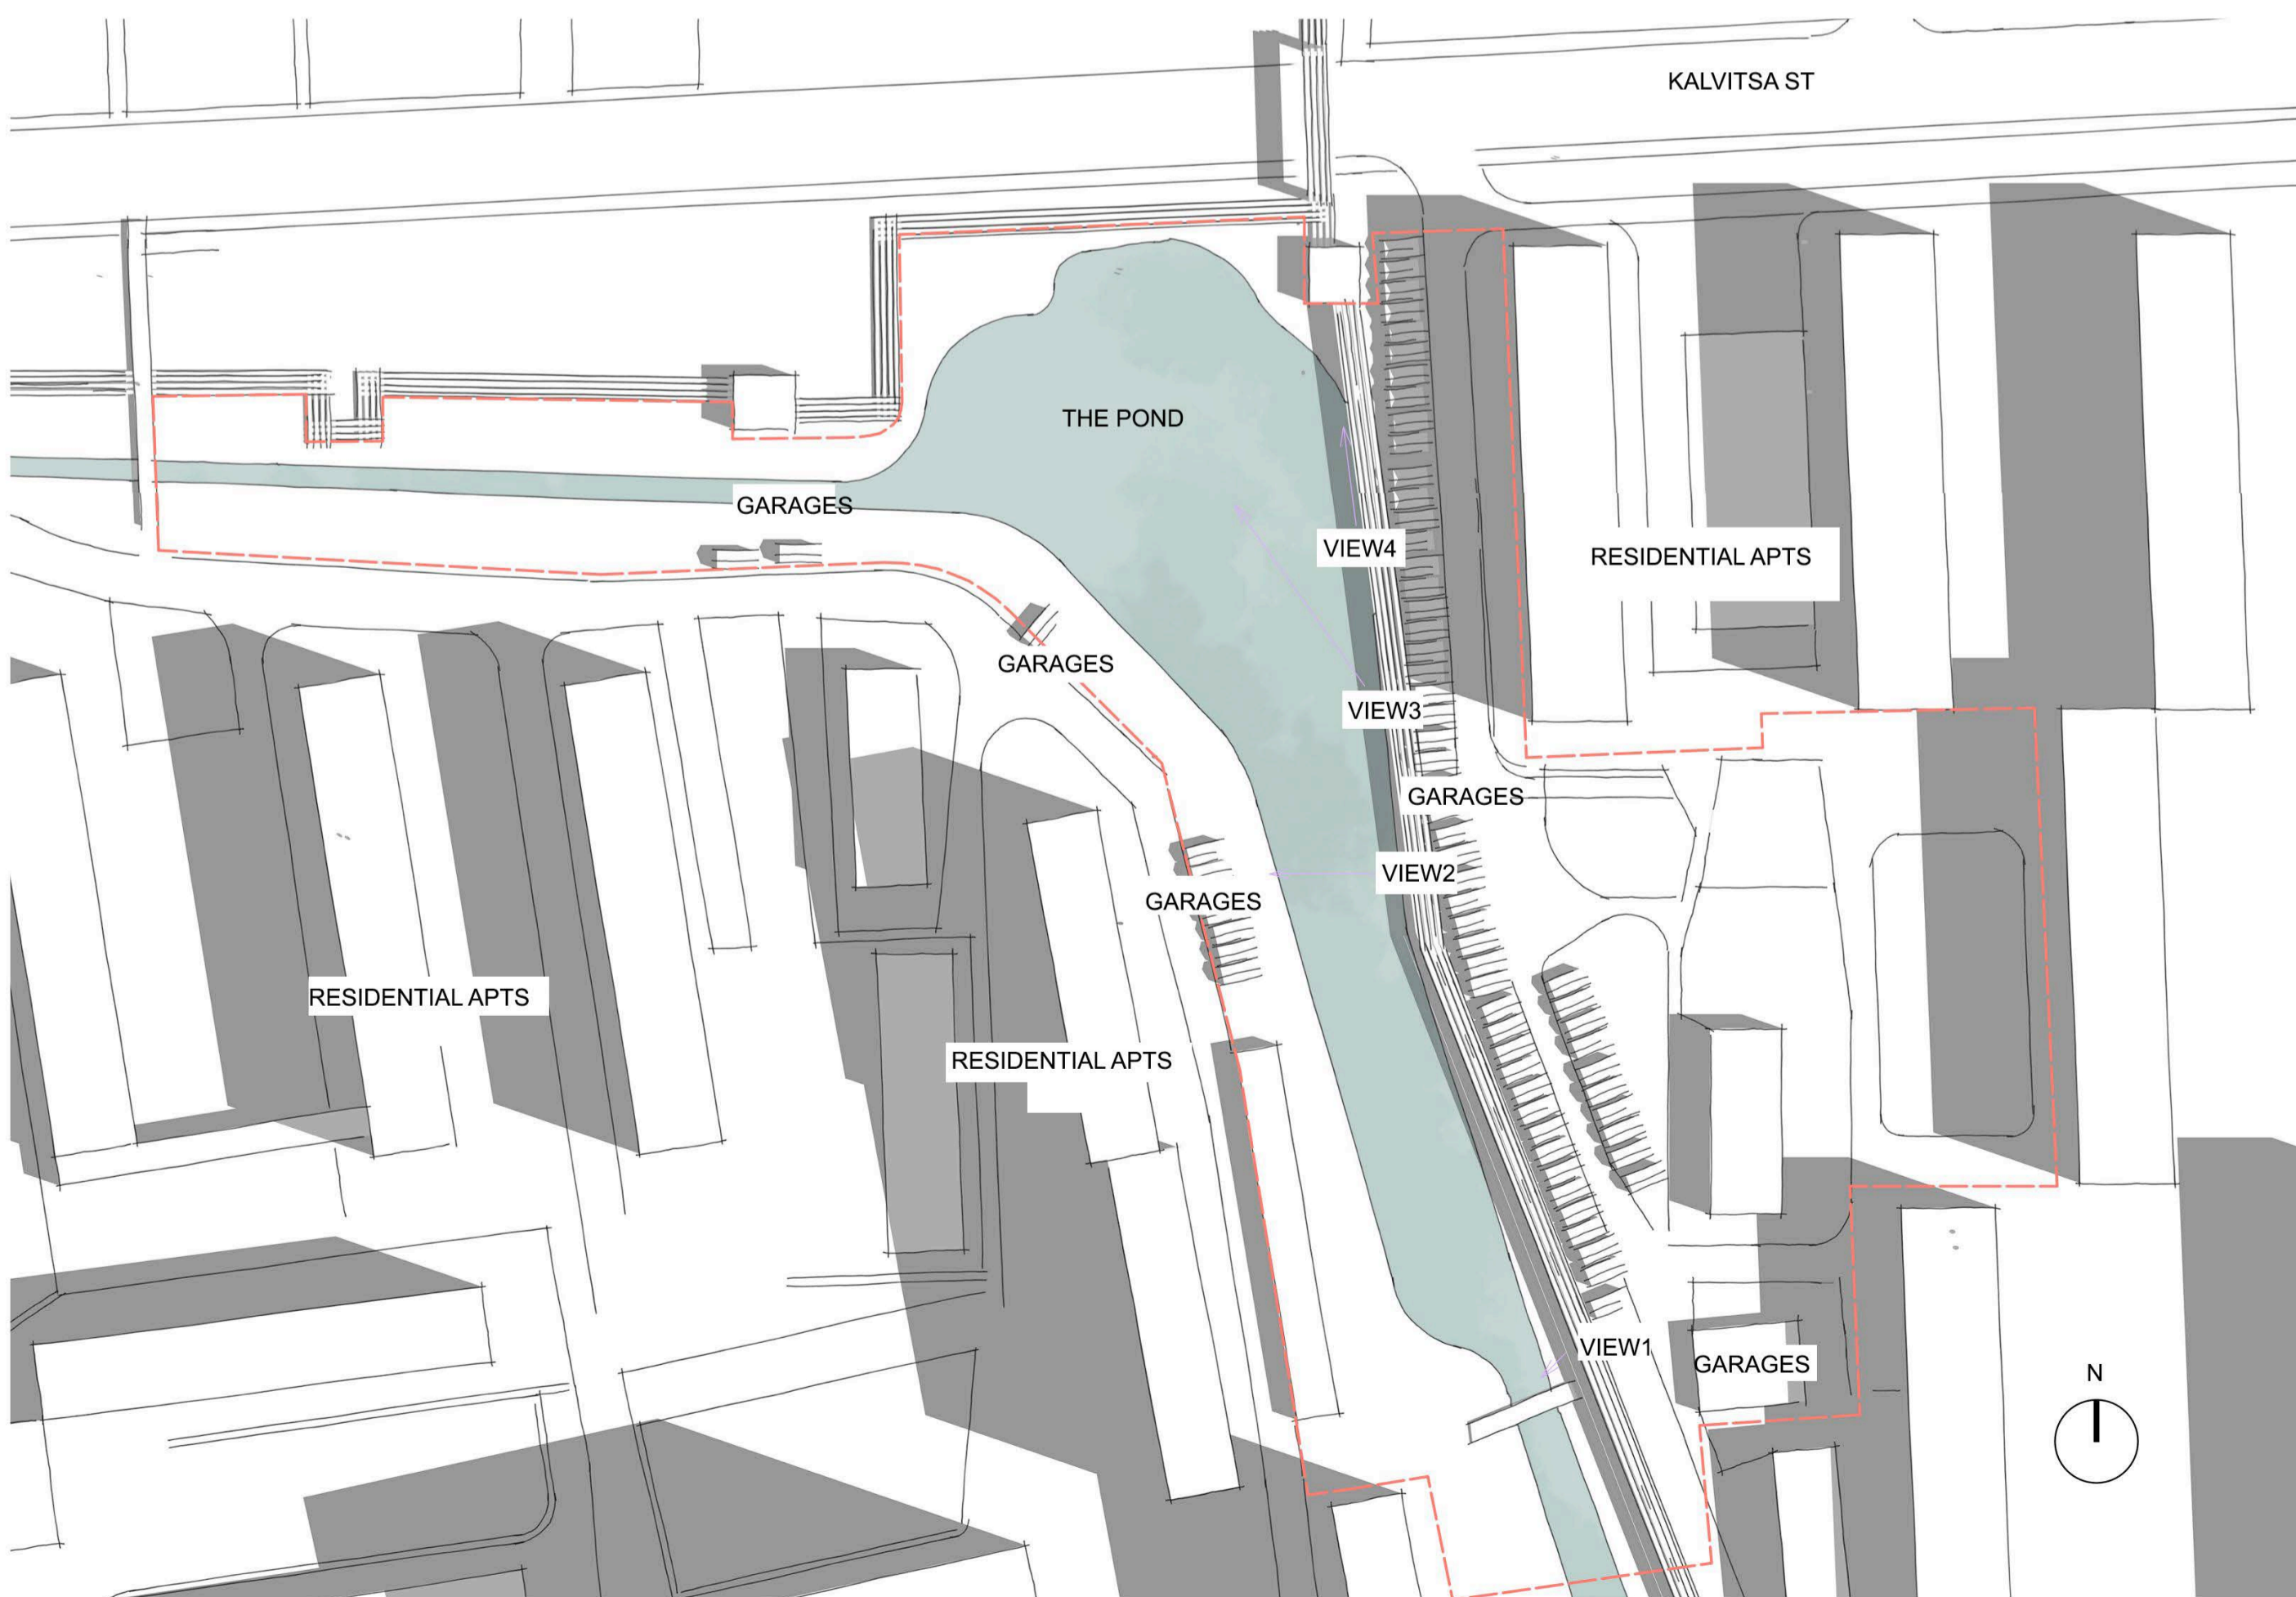 KALVITSA ST
THE POND
GARAGES
VIEW4
RESIDENTIAL APTS
GARAGES
VIEW3
GARAGES
VIEW2
GARAGES
RESIDENTIAL APTS
RESIDENTIAL APTS
VIEW1
GARAGES
N